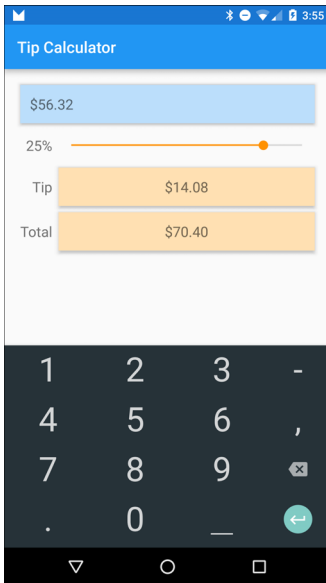 3:55
Tip Calculator
$56.32
25%
Tip $14.08
Total $70.40
1 2 3 -
4 5 6 ,
7 8 9
. 0 _